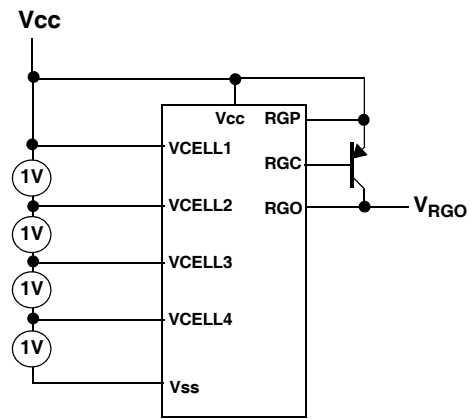 Vcc
Vcc RGP
VCELL1
1V
RGC
VCELL2
RGO
VRGO
1V
VCELL3
1V
VCELL4
1V
Vss